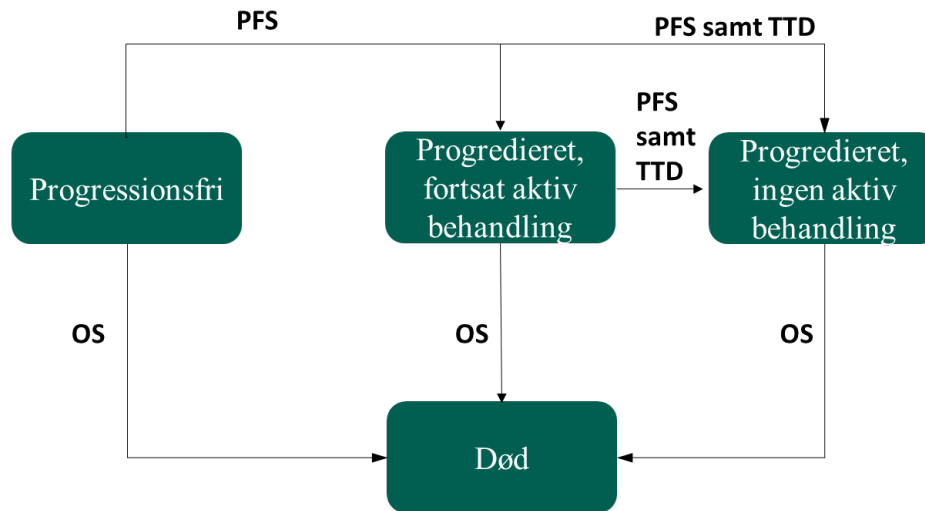 PFS
PFS samt TTD
PFS
samt
TTD
Progressionsfri
Progredieret,
fortsat aktiv
behandling
Progredieret,
ingen aktiv
behandling
OS
OS
OS
Død